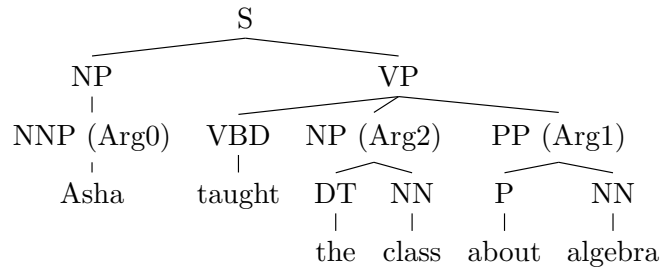 S
NP VP
NNP (Arg0) VBD NP (Arg2) PP (Arg1)
Asha taught DT NN P NN
the class about algebra